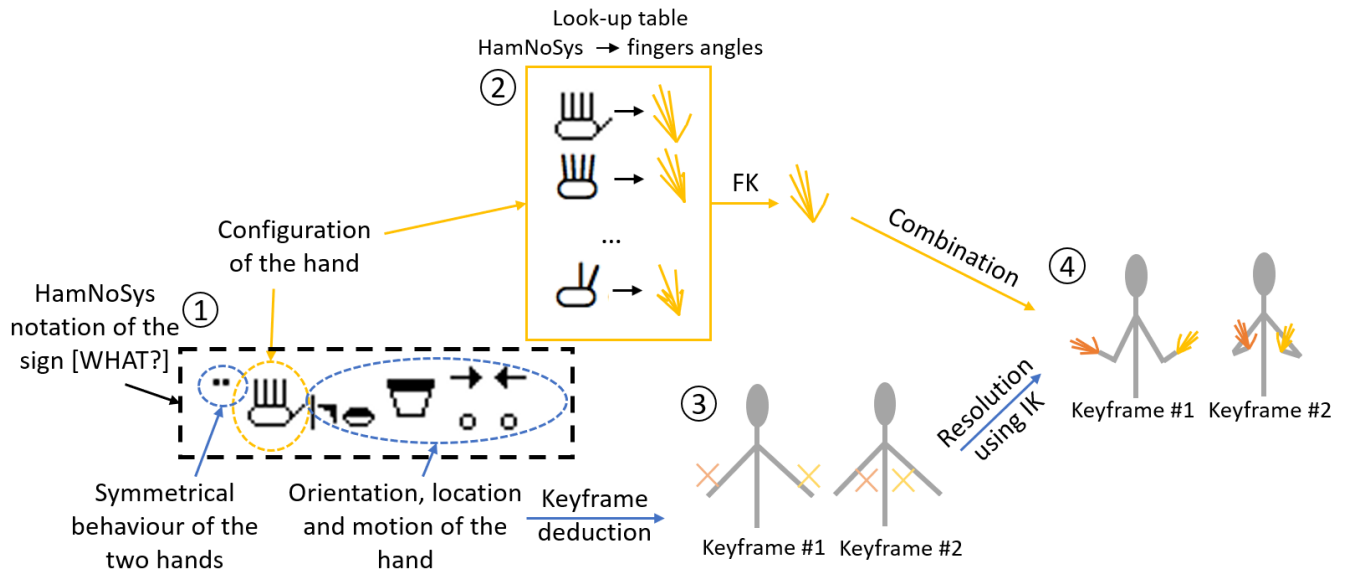 Look-up table
HamNoSys → fingers angles
②
FK
Configuration
of the hand
...
Combination
④
HamNoSys
notation of the
sign [WHAT?]
①
③
Resolution
using IK
Keyframe #1
Keyframe #2
Symmetrical
behaviour of the
two hands
Orientation, location
and motion of the
hand
Keyframe
deduction
Keyframe #1
Keyframe #2